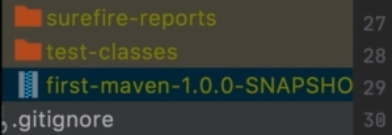 surefire-reports 27
test-classes 28
first-maven-1.0.0-SNAPSHO 29
.gitignore 30